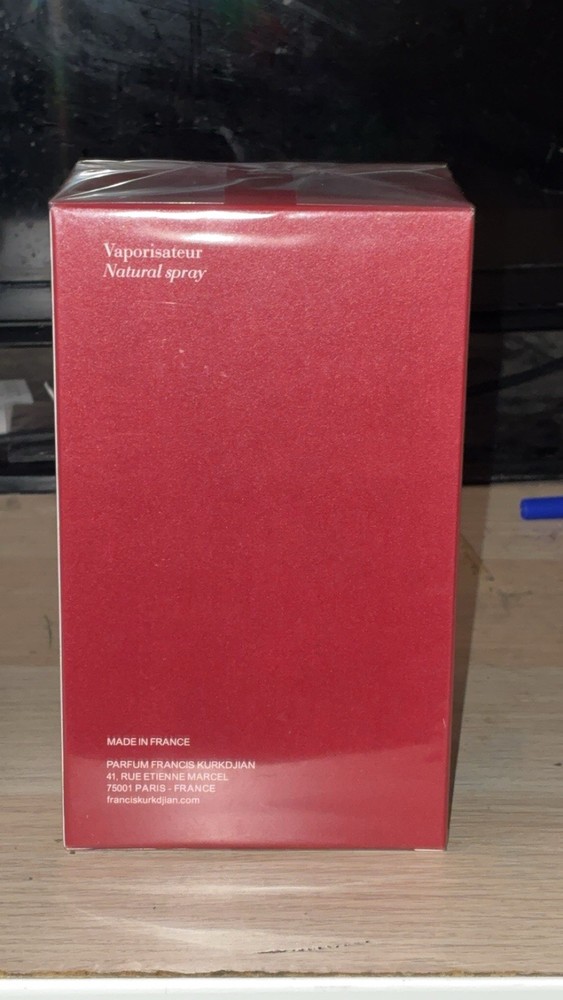 Vaporisateur
Natural spray
MADE IN FRANCE
PARFUM FRANCIS KURKDJIAN
41, RUE ETIENNE MARCEL
75001 PARIS - FRANCE
franciskurkdjian.com